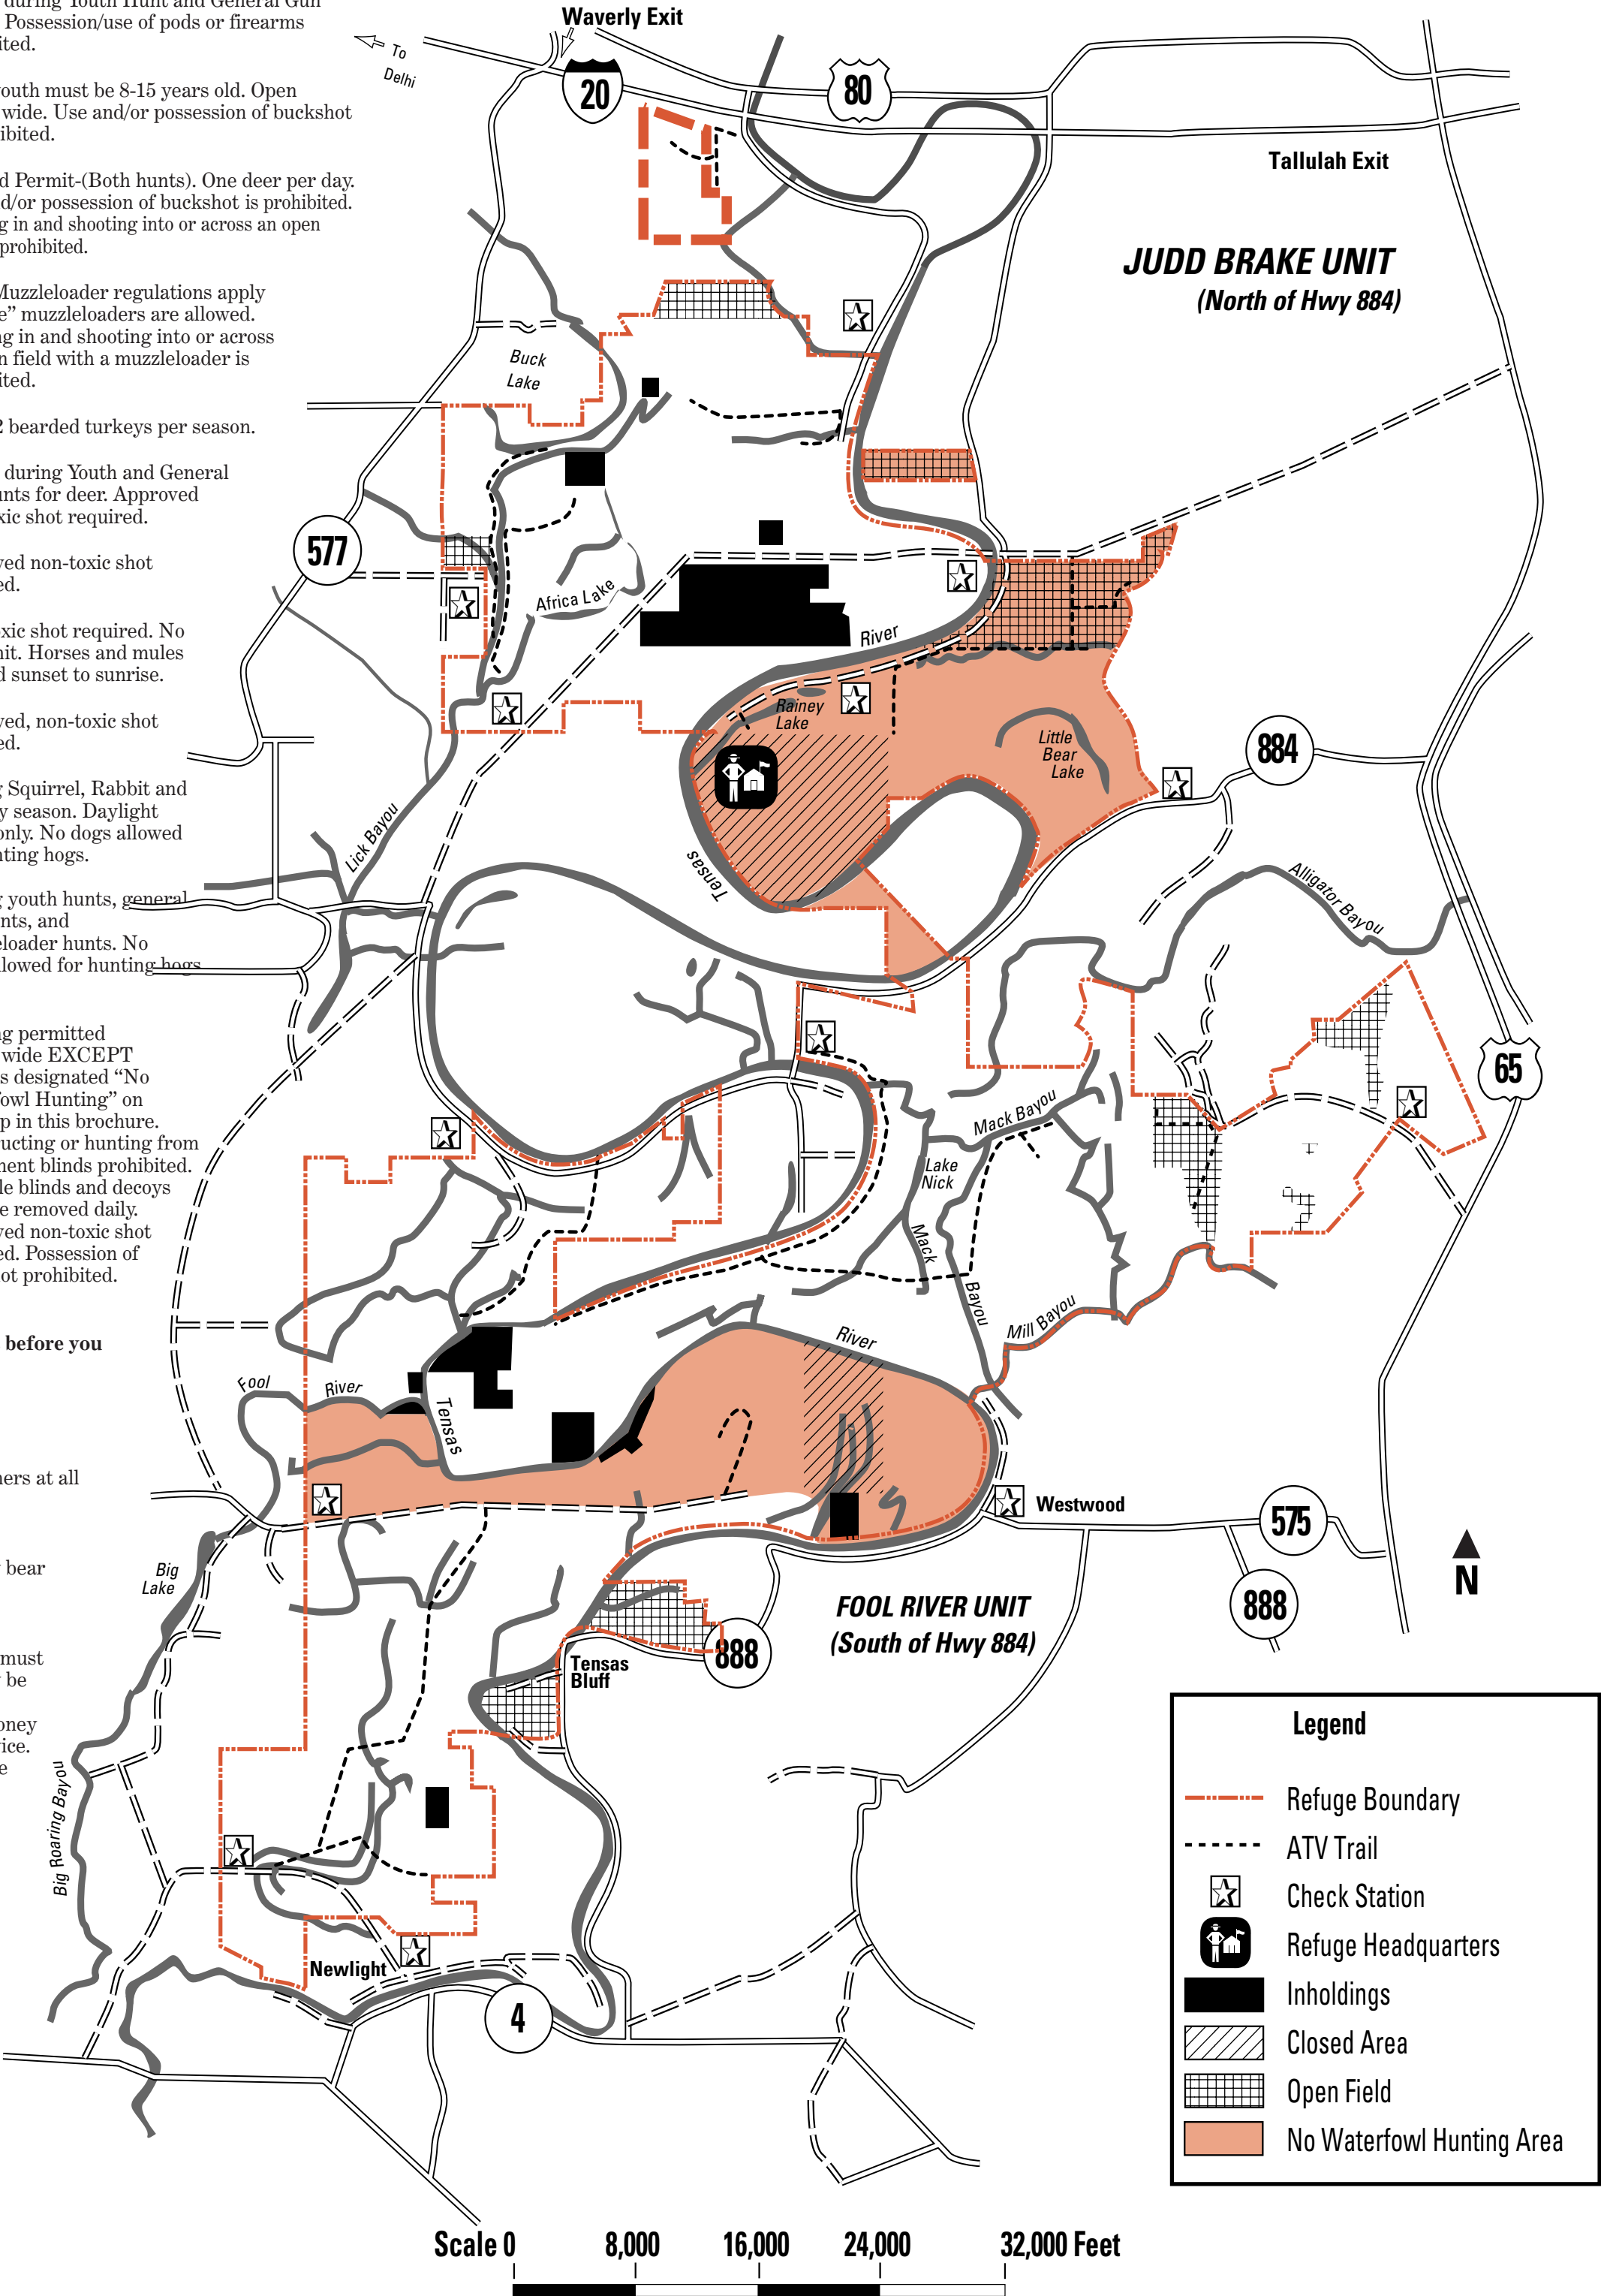 during Youth Hunt and General Gun
Possession/use of pods or firearms
ited.
youth must be 8-15 years old. Open
wide. Use and/or possession of buckshot
ibited.
d Permit-(Both hunts). One deer per day.
d/or possession of buckshot is prohibited.
g in and shooting into or across an open
prohibited.
Muzzleloader regulations apply
e” muzzleloaders are allowed.
ng in and shooting into or across
n field with a muzzleloader is
ited.
2 bearded turkeys per season.
during Youth and General
unts for deer. Approved
xic shot required.
ved non-toxic shot
ed.
oxic shot required. No
nit. Horses and mules
d sunset to sunrise.
ved, non-toxic shot
ed.
g Squirrel, Rabbit and
y season. Daylight
only. No dogs allowed
nting hogs.
g youth hunts, general
nts, and
eloader hunts. No
llowed for hunting hogs
ng permitted
wide EXCEPT
s designated “No
owl Hunting” on
p in this brochure.
ucting or hunting from
nent blinds prohibited.
le blinds and decoys
e removed daily.
ved non-toxic shot
ed. Possession of
ot prohibited.
before you
ners at all
bear
must
be
oney
vice.
e
Waverly Exit
To
Delhi
20
80
Tallulah Exit
JUDD BRAKE UNIT
(North of Hwy 884)
Buck
Lake
577
Africa Lake
River
Rainey
Lake
Little
Bear
Lake
884
Lick Bayou
Tensas
Alligator Bayou
65
Mack Bayou
Lake
Nick
Mack
Bayou
Mill Bayou
River
Fool
River
Tensas
Westwood
575
Big
Lake
888
N
FOOL RIVER UNIT
(South of Hwy 884)
888
Tensas
Bluff
Big Roaring Bayou
Newlight
4
Legend
Refuge Boundary
ATV Trail
Check Station
Refuge Headquarters
Inholdings
Closed Area
Open Field
No Waterfowl Hunting Area
Scale 0 8,000 16,000 24,000 32,000 Feet